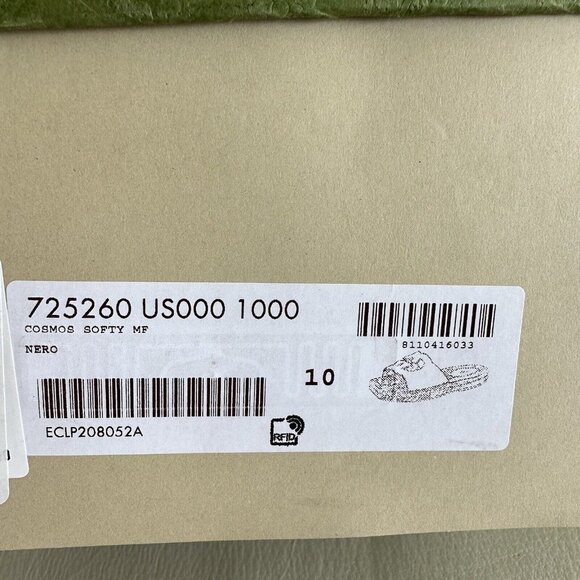 725260 US000 1000
COSMOS SOFTY MF
NERO
8110416033
10
ECLP208052A
RFID